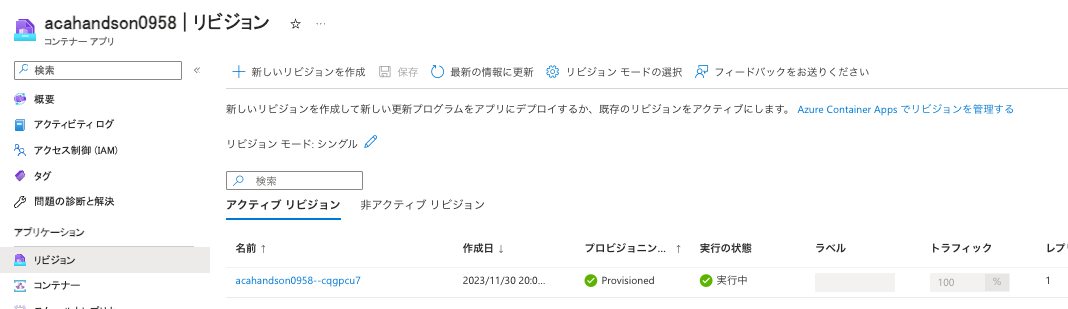 acahandson0958 | リビジョン ☆ …
コンテナー アプリ
検索 «
概要
アクティビティ ログ
アクセス制御 (IAM)
タグ
問題の診断と解決
アプリケーション
リビジョン
コンテナー
新しいリビジョンを作成 保存 最新の情報に更新 リビジョン モードの選択 フィードバックをお送りください
新しいリビジョンを作成して新しい更新プログラムをアプリにデプロイするか、既存のリビジョンをアクティブにします。 Azure Container Apps でリビジョンを管理する
リビジョン モード: シングル
検索
アクティブ リビジョン 非アクティブ リビジョン
名前 ↑ 作成日 ↓ プロビジョニン... ↑ 実行の状態 ラベル トラフィック レプ
acahandson0958--cqgpcu7 2023/11/30 20:0... Provisioned 実行中 100 % 1